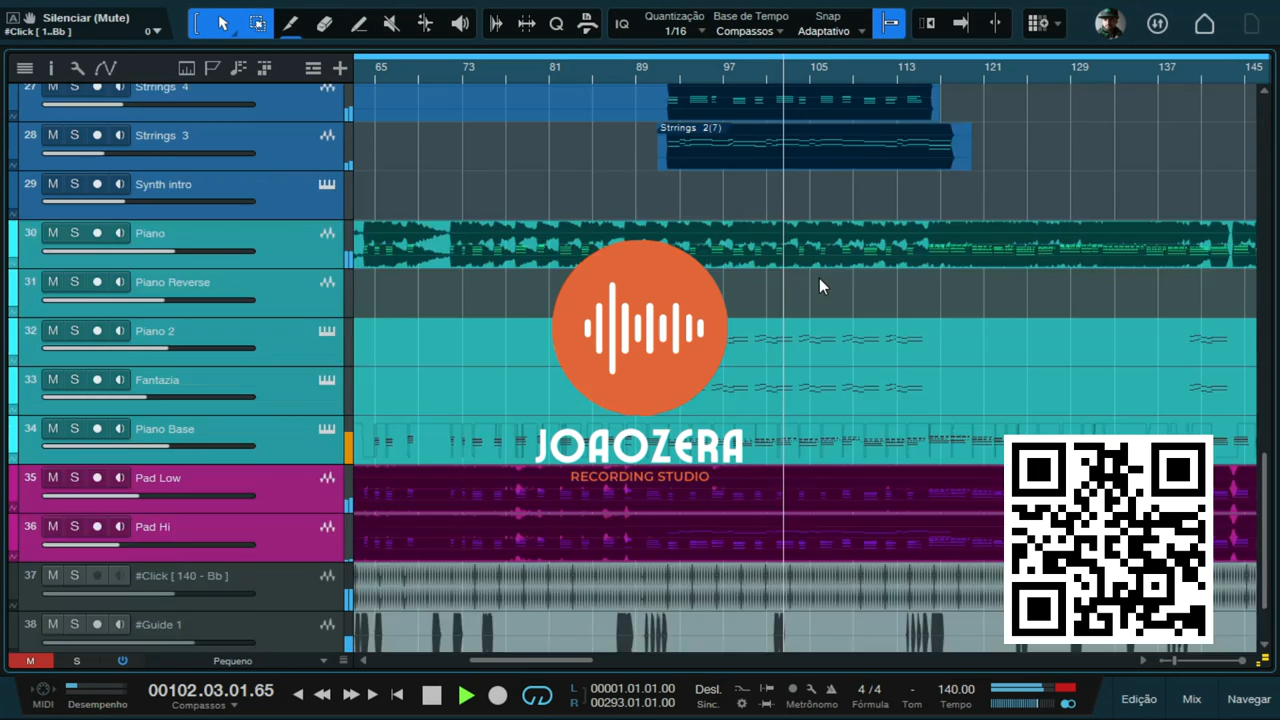 Silenciar (Mute)
#Click [ 1..Bb ] 0
IQ
Quantização
1/16
Base de Tempo
Compassos
Snap
Adaptativo
65 73 81 89 97 105 113 121 129 137 145
27 M S Strrings 4
28 M S Strrings 3
Strrings 2(7)
29 M S Synth intro
30 M S Piano
31 M S Piano Reverse
32 M S Piano 2
33 M S Fantazia
34 M S Piano Base
JOAOZERA
RECORDING STUDIO
35 M S Pad Low
36 M S Pad Hi
37 M S #Click [ 140 - Bb ]
38 M S #Guide 1
M S Pequeno
MIDI
Desempenho
00102.03.01.65
Compassos
L 00001.01.01.00
R 00293.01.01.00
Desl.
Sinc.
Metrônomo
4 / 4
Fórmula
-
Tom
140.00
Tempo
Edição
Mix
Navegar